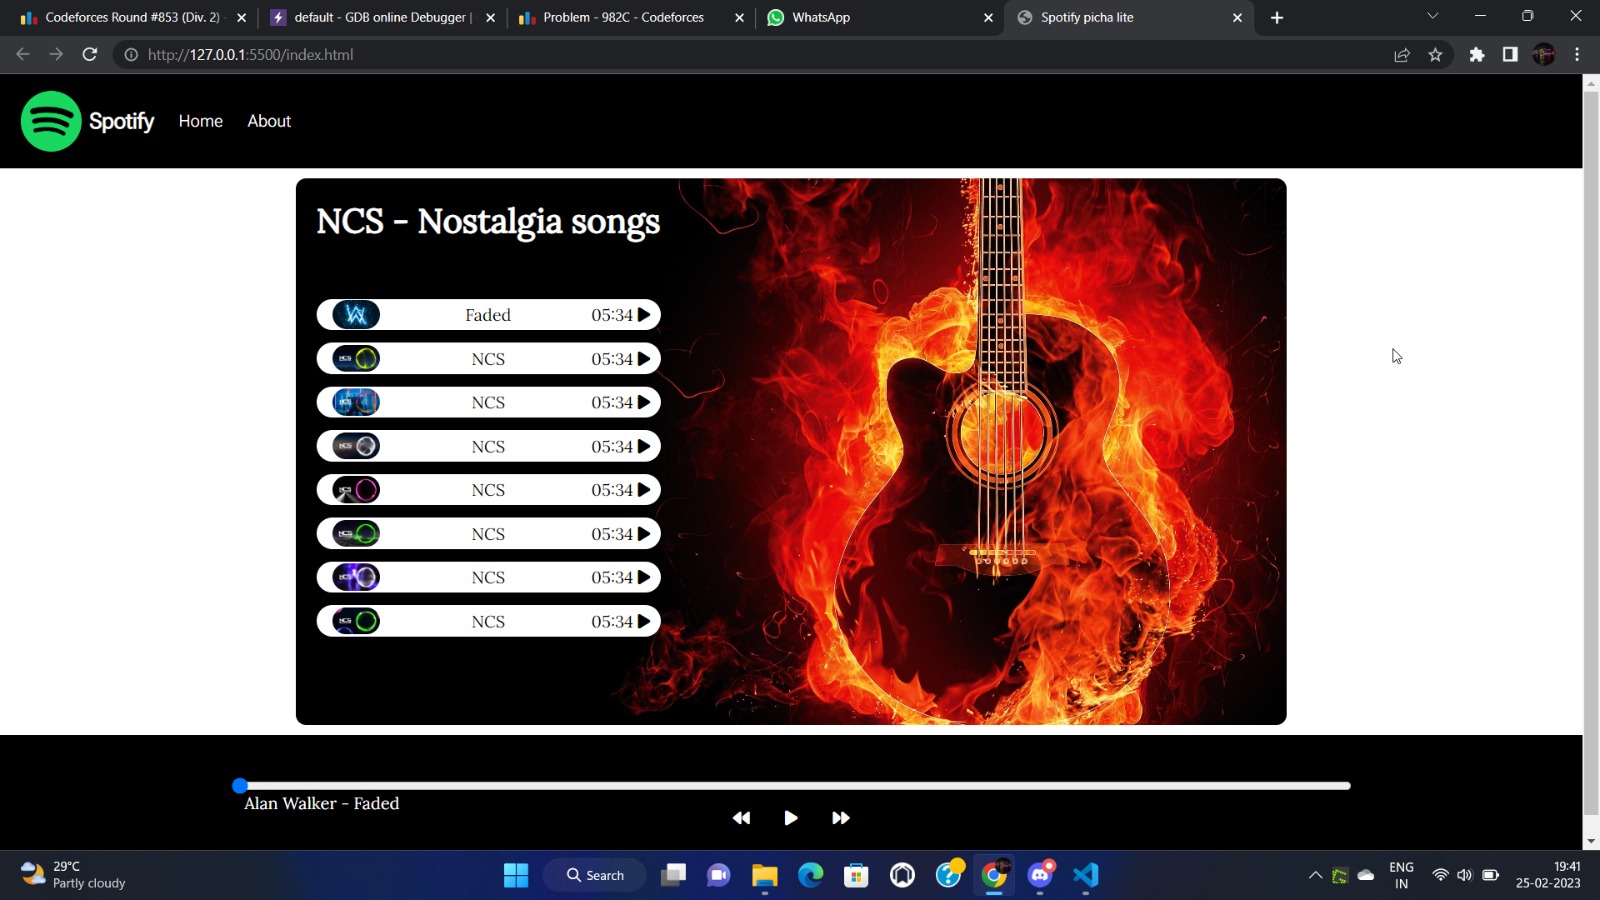 Codeforces Round #853 (Div. 2) -
default - GDB online Debugger |
Problem - 982C - Codeforces
WhatsApp
Spotify picha lite
http://127.0.0.1:5500/index.html
Spotify Home About
NCS - Nostalgia songs
Faded 05:34
NCS 05:34
NCS 05:34
NCS 05:34
NCS 05:34
NCS 05:34
NCS 05:34
NCS 05:34
Alan Walker - Faded
29°C
Partly cloudy
Search
ENG
IN
19:41
25-02-2023